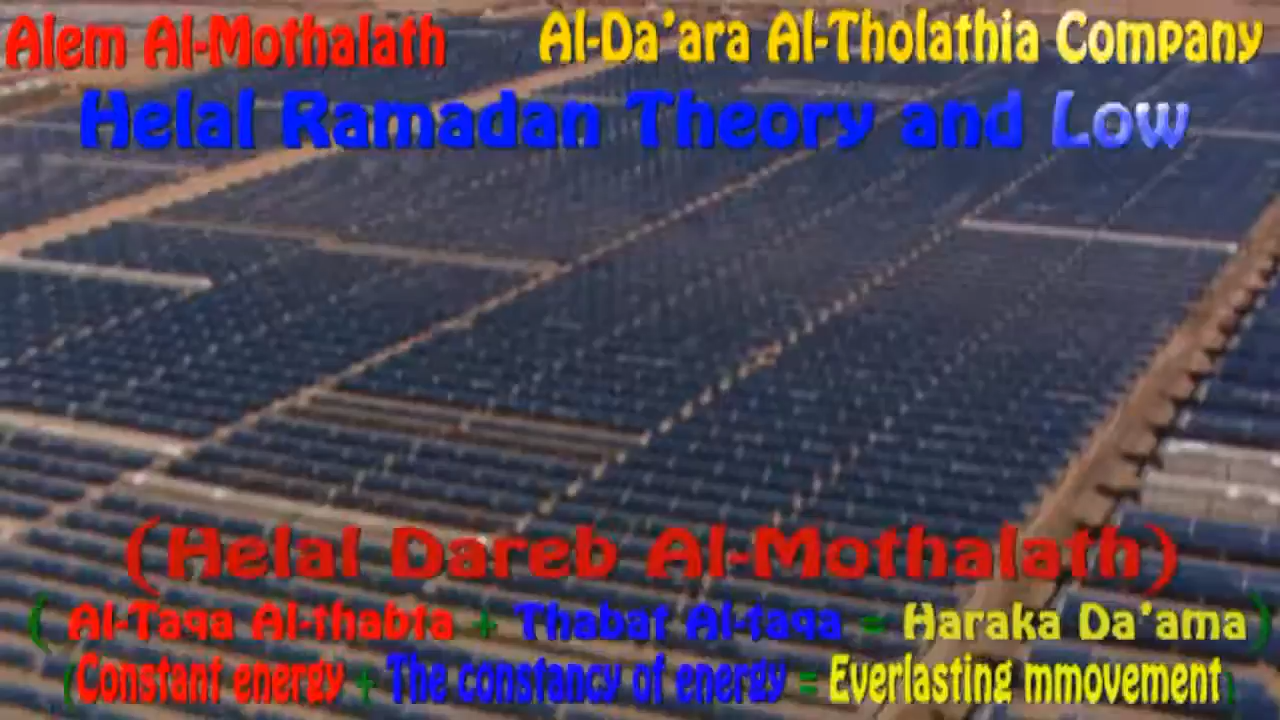 Alem Al-Mothalath Al-Da'ara Al-Tholathia Company
Helal Ramadan Theory and Low
(Helal Dareb Al-Mothalath)
( Al-Taqa Al-thabta + Thabat Al-taqa = Haraka Da'ama)
(Constant energy + The constancy of energy = Everlasting mmovement)